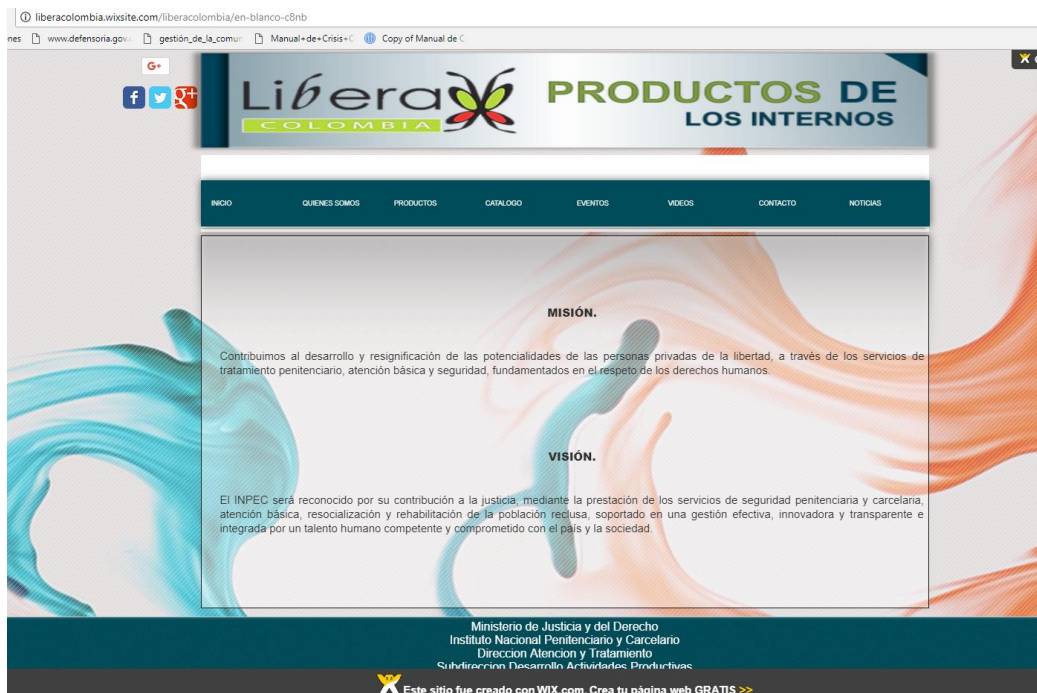 liberacolombia.wixsite.com/liberacolombia/en-blanco-c8nb
nes www.defensoria.gov. gestión_de_la_comun Manual+de+Crisis+C Copy of Manual de C
G+
f g+
Libera
COLOMBIA
PRODUCTOS DE
LOS INTERNOS
INICIO QUIENES SOMOS PRODUCTOS CATALOGO EVENTOS VIDEOS CONTACTO NOTICIAS
MISIÓN.
Contribuimos al desarrollo y resignificación de las potencialidades de las personas privadas de la libertad, a través de los servicios de
tratamiento penitenciario, atención básica y seguridad, fundamentados en el respeto de los derechos humanos.
VISIÓN.
El INPEC será reconocido por su contribución a la justicia, mediante la prestación de los servicios de seguridad penitenciaria y carcelaria,
atención básica, resocialización y rehabilitación de la población reclusa, soportado en una gestión efectiva, innovadora y transparente e
integrada por un talento humano competente y comprometido con el país y la sociedad.
Ministerio de Justicia y del Derecho
Instituto Nacional Penitenciario y Carcelario
Direccion Atencion y Tratamiento
Subdireccion Desarrollo Actividades Productivas
Este sitio fue creado con WIX.com. Crea tu página web GRATIS >>